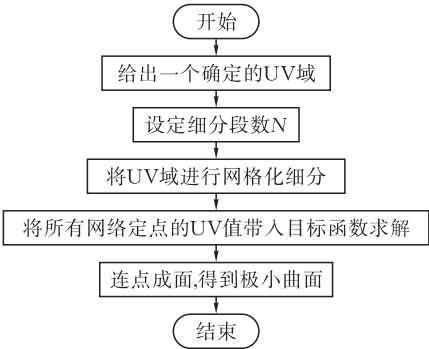 开始
给出一个确定的UV域
设定细分段数N
将UV域进行网格化细分
将所有网络定点的UV值带入目标函数求解
连点成面,得到极小曲面
结束